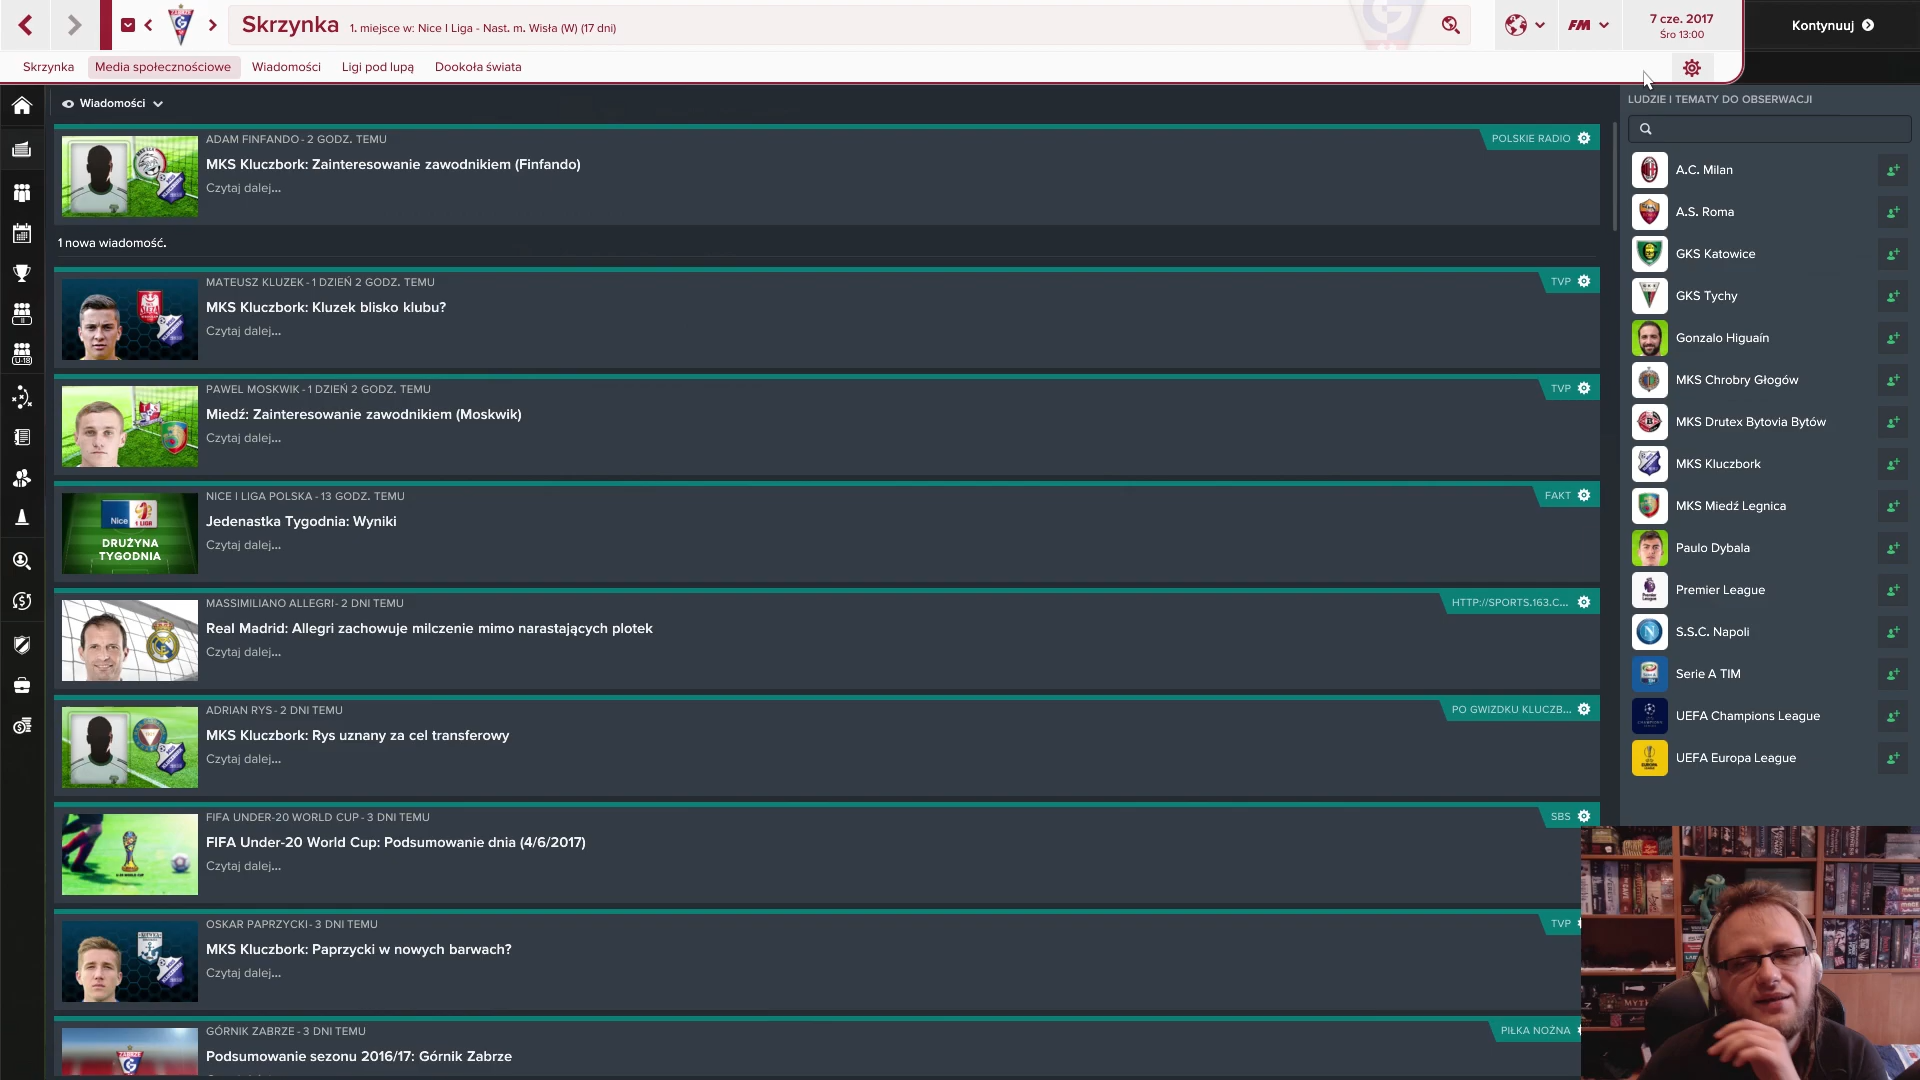 Skrzynka
1. miejsce w: Nice I Liga - Nast. m. Wisła (W) (17 dni)
FM
7 cze. 2017
Śro 13:00
Kontynuuj
Skrzynka
Media społecznościowe
Wiadomości
Ligi pod lupą
Dookoła świata
Wiadomości
LUDZIE I TEMATY DO OBSERWACJI
ADAM FINFANDO - 2 GODZ. TEMU
POLSKIE RADIO
MKS Kluczbork: Zainteresowanie zawodnikiem (Finfando)
Czytaj dalej...
1 nowa wiadomość.
MATEUSZ KLUZEK - 1 DZIEŃ 2 GODZ. TEMU
TVP
MKS Kluczbork: Kluzek blisko klubu?
Czytaj dalej...
PAWEL MOSKWIK - 1 DZIEŃ 2 GODZ. TEMU
TVP
Miedź: Zainteresowanie zawodnikiem (Moskwik)
Czytaj dalej...
NICE I LIGA POLSKA - 13 GODZ. TEMU
FAKT
Jedenastka Tygodnia: Wyniki
Czytaj dalej...
Nice
1 LIGA
DRUŻYNA
TYGODNIA
MASSIMILIANO ALLEGRI - 2 DNI TEMU
HTTP://SPORTS.163.C...
Real Madrid: Allegri zachowuje milczenie mimo narastających plotek
Czytaj dalej...
ADRIAN RYS - 2 DNI TEMU
PO GWIZDKU KLUCZB...
MKS Kluczbork: Rys uznany za cel transferowy
Czytaj dalej...
FIFA UNDER-20 WORLD CUP - 3 DNI TEMU
SBS
FIFA Under-20 World Cup: Podsumowanie dnia (4/6/2017)
Czytaj dalej...
OSKAR PAPRZYCKI - 3 DNI TEMU
TVP
MKS Kluczbork: Paprzycki w nowych barwach?
Czytaj dalej...
GÓRNIK ZABRZE - 3 DNI TEMU
PIŁKA NOŻNA
Podsumowanie sezonu 2016/17: Górnik Zabrze
A.C. Milan
A.S. Roma
GKS Katowice
GKS Tychy
Gonzalo Higuaín
MKS Chrobry Głogów
MKS Drutex Bytovia Bytów
MKS Kluczbork
MKS Miedź Legnica
Paulo Dybala
Premier League
S.S.C. Napoli
Serie A TIM
UEFA Champions League
UEFA Europa League
II
U-18